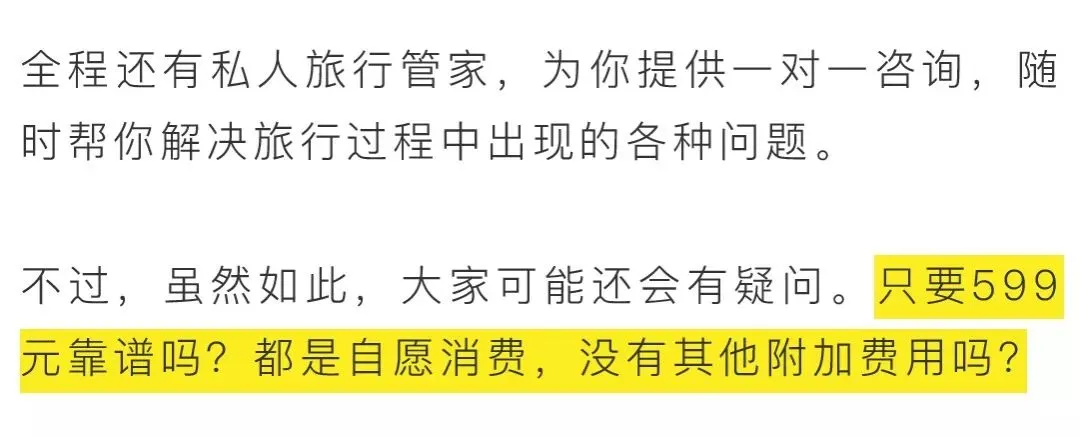 全程还有私人旅行管家，为你提供一对一咨询，随
时帮你解决旅行过程中出现的各种问题。
不过，虽然如此，大家可能还会有疑问。只要599
元靠谱吗？都是自愿消费，没有其他附加费用吗？